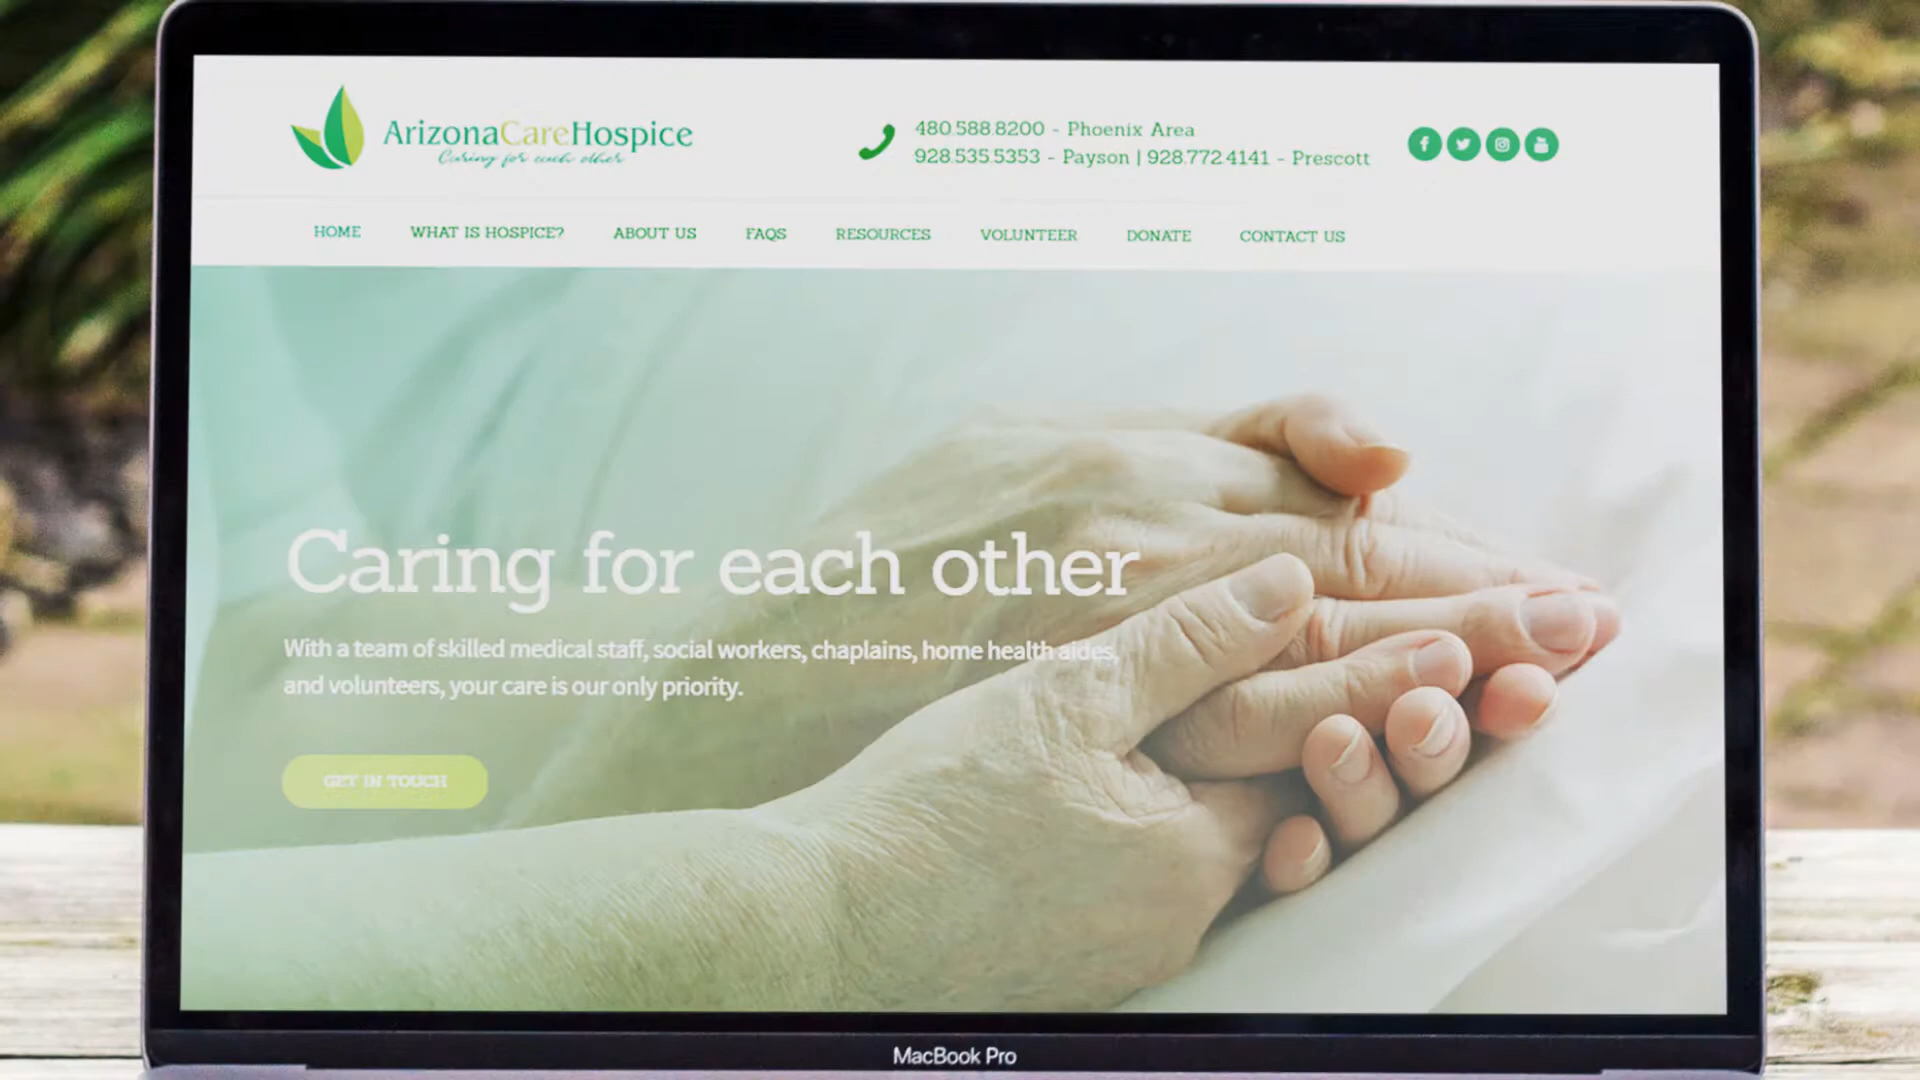 ArizonaCareHospice
Caring for each other
480.588.8200 - Phoenix Area
928.535.5353 - Payson | 928.772.4141 - Prescott
HOME WHAT IS HOSPICE? ABOUT US FAQS RESOURCES VOLUNTEER DONATE CONTACT US
Caring for each other
With a team of skilled medical staff, social workers, chaplains, home health aides,
and volunteers, your care is our only priority.
GET IN TOUCH
MacBook Pro